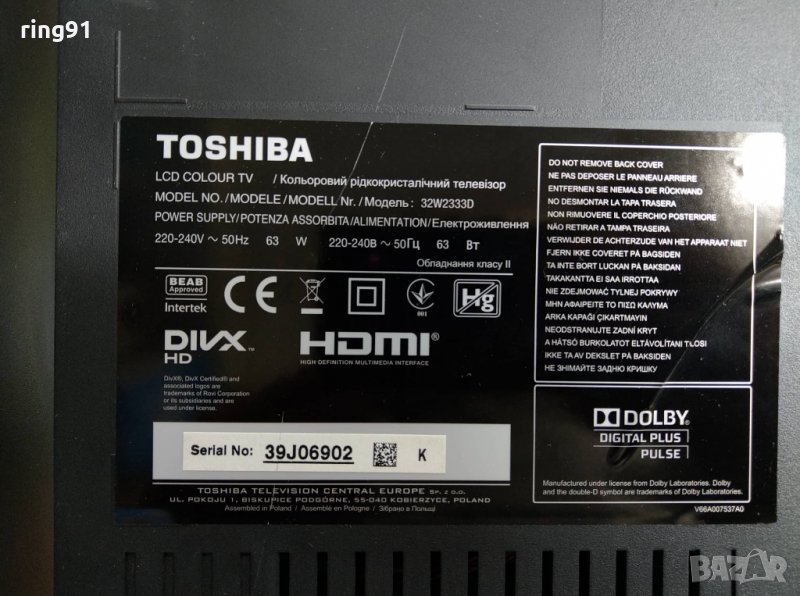 ring91
TOSHIBA
LCD COLOUR TV / Кольоровий рідкокристалічний телевізор
MODEL NO./MODELE/MODELL Nr./Модель: 32W2333D
POWER SUPPLY/POTENZA ASSORBITA/ALIMENTATION/Електроживлення
220-240V ~ 50Hz 63 W 220-240В ~ 50Гц 63 Вт
Обладнання класу II
BEAB
Approved
Intertek
CE
001
Hg
DIVX™
HD
HDMI®
HIGH-DEFINITION MULTIMEDIA INTERFACE
DivX®, DivX Certified® and
associated logos are
trademarks of Rovi Corporation
or its subsidiaries and are
used under license.
Serial No: 39J06902 K
TOSHIBA TELEVISION CENTRAL EUROPE SP. z o.o.
UL. POKOJU 1, BISKUPICE PODGÓRNE, 55-040 KOBIERZYCE, POLAND
Assembled in Poland / Assemblé en Pologne / Зібрано в Польщі
DO NOT REMOVE BACK COVER
NE PAS DEPOSER LE PANNEAU ARRIERE
ENTFERNEN SIE NIEMALS DIE RÜCKWAND
NO DESMONTAR LA TAPA TRASERA
NON RIMUOVERE IL COPERCHIO POSTERIORE
NÃO RETIRAR A TAMPA TRASEIRA
VERWIJDER DE ACHTERZUDE VAN HET APPARAAT NIET
FJERN IKKE COVERET PÅ BAGSIDEN
TA INTE BORT LUCKAN PÅ BAKSIDAN
TAKAKANTTA EI SAA IRROTTAA
NIE ZDEJMOWAĆ TYLNEJ POKRYWY
ΜΗΝ ΑΦΑΙΡΕΙΤΕ ΤΟ ΠΙΣΩ ΚΑΛΥΜΑ
ARKA KAPAĞI ÇIKARTMAYIN
NEODSTRANUJTE ZADNÍ KRYT
A HÁTSÓ BURKOLATOT ELTÁVOLÍTANI TILOSI
IKKE TA AV DEKSLET PÅ BAKSIDEN
НЕ ЗНІМАЙТЕ ЗАДНЮ КРИШКУ
DOLBY
DIGITAL PLUS
PULSE
Manufactured under license from Dolby Laboratories. Dolby
and the double-D symbol are trademarks of Dolby Laboratories.
V66A007537A0
BAZAR